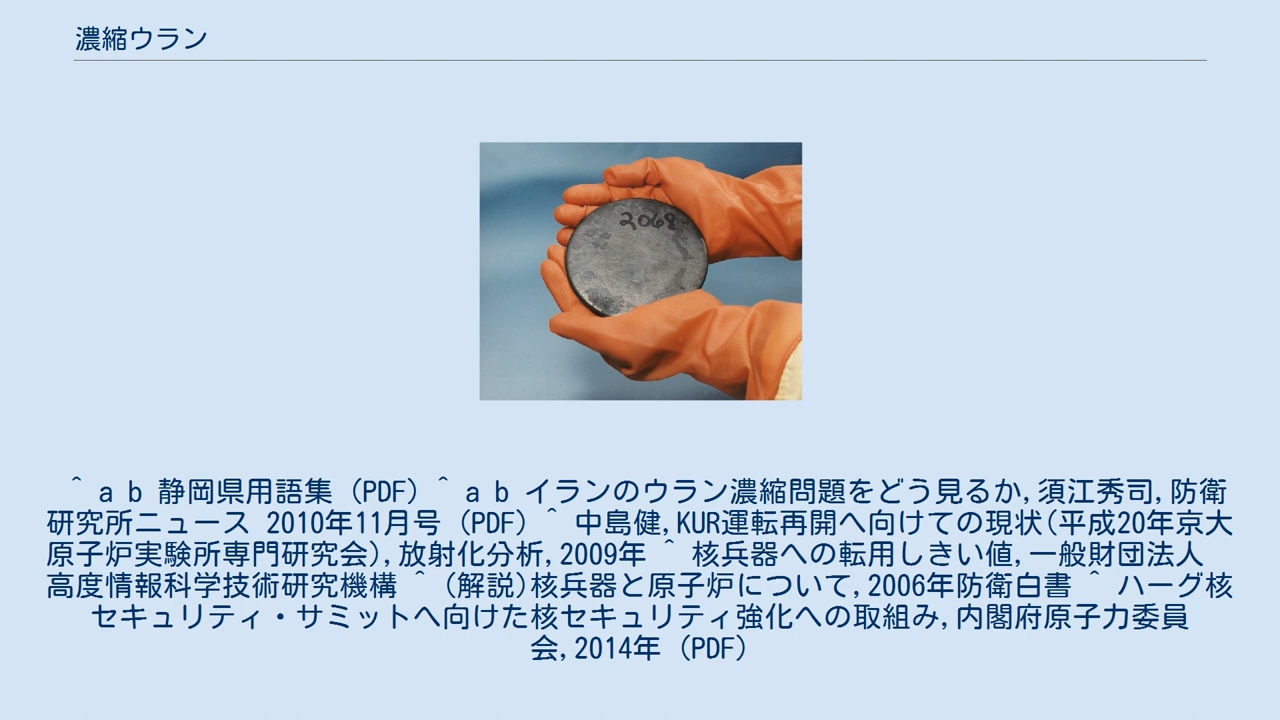 濃縮ウラン
2068
^ a b 静岡県用語集 (PDF) ^ a b イランのウラン濃縮問題をどう見るか, 須江秀司, 防衛
研究所ニュース 2010年11月号 (PDF) ^ 中島健, KUR運転再開へ向けての現状(平成20年京大
原子炉実験所専門研究会), 放射化分析, 2009年 ^ 核兵器への転用しきい値, 一般財団法人
高度情報科学技術研究機構 ^ (解説)核兵器と原子炉について, 2006年防衛白書 ^ ハーグ核
セキュリティ・サミットへ向けた核セキュリティ強化への取組み, 内閣府原子力委員
会, 2014年 (PDF)